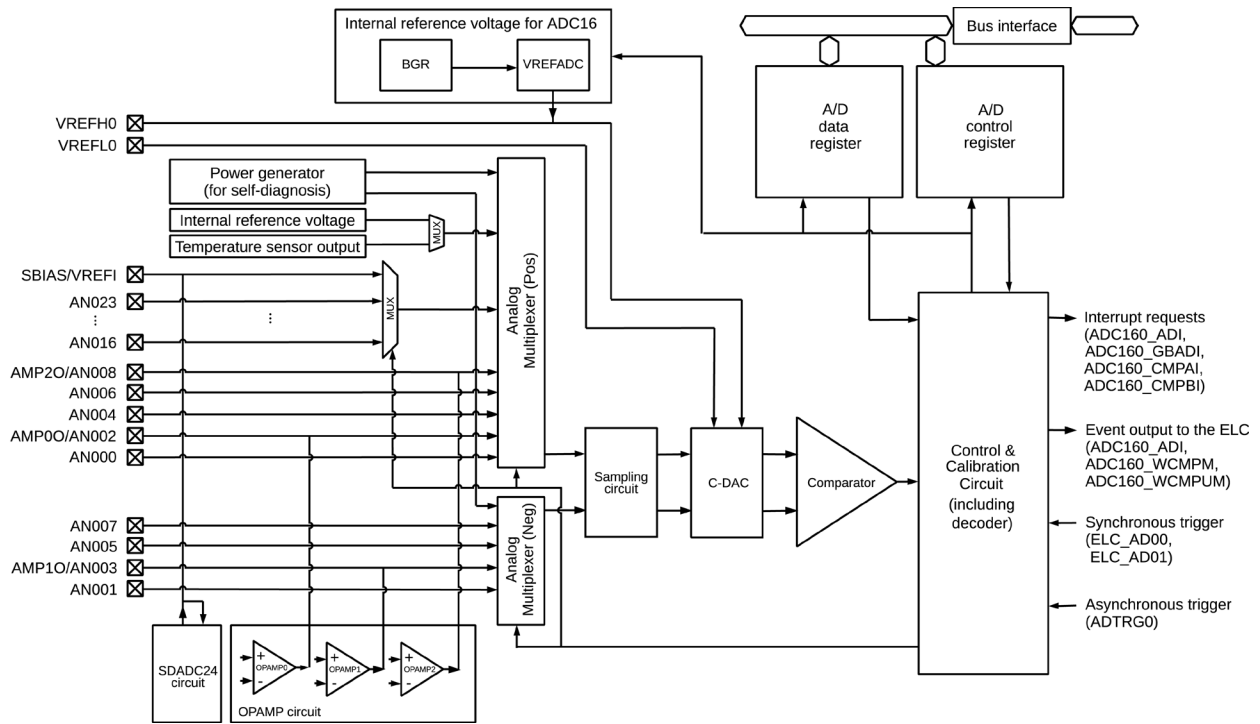 Internal reference voltage for ADC16
BGR
VREFADC
Bus interface
A/D
data
register
A/D
control
register
VREFH0
VREFL0
Power generator
(for self-diagnosis)
Internal reference voltage
Temperature sensor output
MUX
SBIAS/VREFI
AN023
...
AN016
...
MUX
AMP2O/AN008
AN006
AN004
AMP0O/AN002
AN000
Analog
Multiplexer (Pos)
AN007
AN005
AMP1O/AN003
AN001
Analog
Multiplexer (Neg)
Sampling
circuit
C-DAC
Comparator
Control &
Calibration
Circuit
(including
decoder)
Interrupt requests
(ADC160_ADI,
ADC160_GBADI,
ADC160_CMPAI,
ADC160_CMPBI)
Event output to the ELC
(ADC160_ADI,
ADC160_WCMPM,
ADC160_WCMPUM)
Synchronous trigger
(ELC_AD00,
ELC_AD01)
Asynchronous trigger
(ADTRG0)
SDADC24
circuit
+
-
OPAMP0
+
-
OPAMP1
+
-
OPAMP2
OPAMP circuit